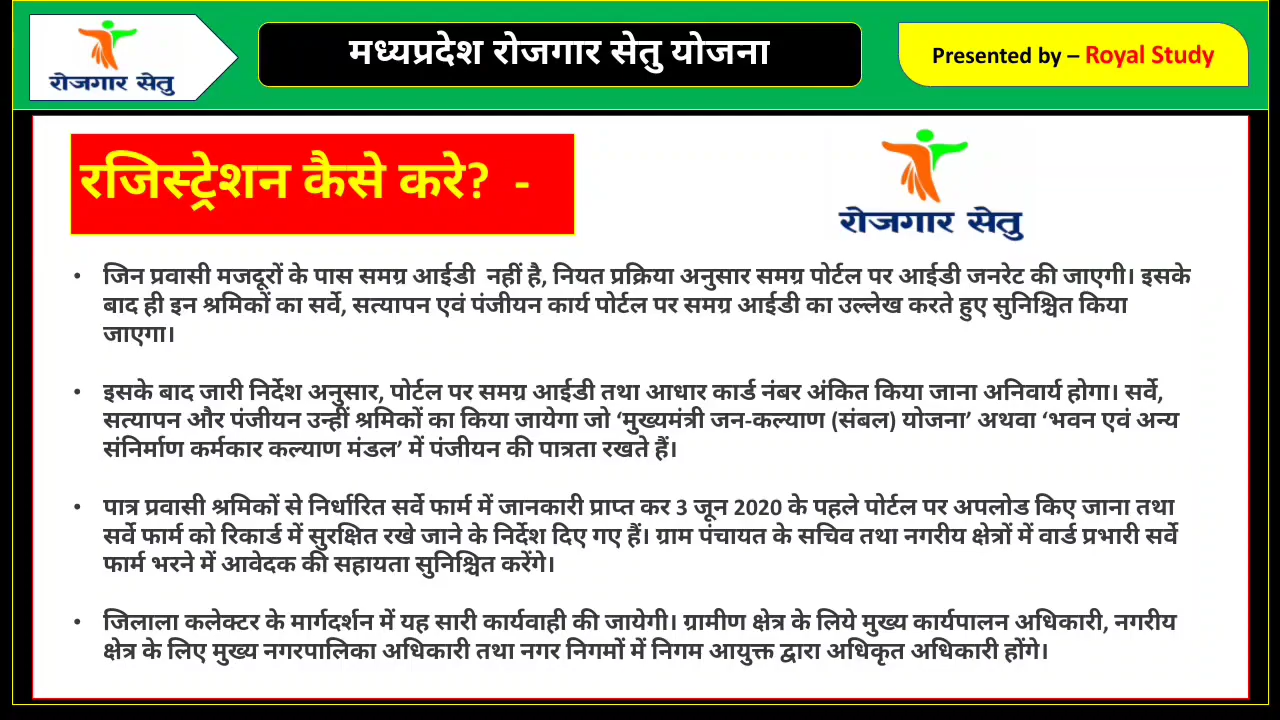 रोजगार सेतु
मध्यप्रदेश रोजगार सेतु योजना
Presented by – Royal Study
रजिस्ट्रेशन कैसे करे? -
रोजगार सेतु
• जिन प्रवासी मजदूरों के पास समग्र आईडी नहीं है, नियत प्रक्रिया अनुसार समग्र पोर्टल पर आईडी जनरेट की जाएगी। इसके
बाद ही इन श्रमिकों का सर्वे, सत्यापन एवं पंजीयन कार्य पोर्टल पर समग्र आईडी का उल्लेख करते हुए सुनिश्चित किया
जाएगा।
• इसके बाद जारी निर्देश अनुसार, पोर्टल पर समग्र आईडी तथा आधार कार्ड नंबर अंकित किया जाना अनिवार्य होगा। सर्वे,
सत्यापन और पंजीयन उन्हीं श्रमिकों का किया जायेगा जो ‘मुख्यमंत्री जन-कल्याण (संबल) योजना’ अथवा ‘भवन एवं अन्य
संनिर्माण कर्मकार कल्याण मंडल’ में पंजीयन की पात्रता रखते हैं।
• पात्र प्रवासी श्रमिकों से निर्धारित सर्वे फार्म में जानकारी प्राप्त कर 3 जून 2020 के पहले पोर्टल पर अपलोड किए जाना तथा
सर्वे फार्म को रिकार्ड में सुरक्षित रखे जाने के निर्देश दिए गए हैं। ग्राम पंचायत के सचिव तथा नगरीय क्षेत्रों में वार्ड प्रभारी सर्वे
फार्म भरने में आवेदक की सहायता सुनिश्चित करेंगे।
• जिलाला कलेक्टर के मार्गदर्शन में यह सारी कार्यवाही की जायेगी। ग्रामीण क्षेत्र के लिये मुख्य कार्यपालन अधिकारी, नगरीय
क्षेत्र के लिए मुख्य नगरपालिका अधिकारी तथा नगर निगमों में निगम आयुक्त द्वारा अधिकृत अधिकारी होंगे।